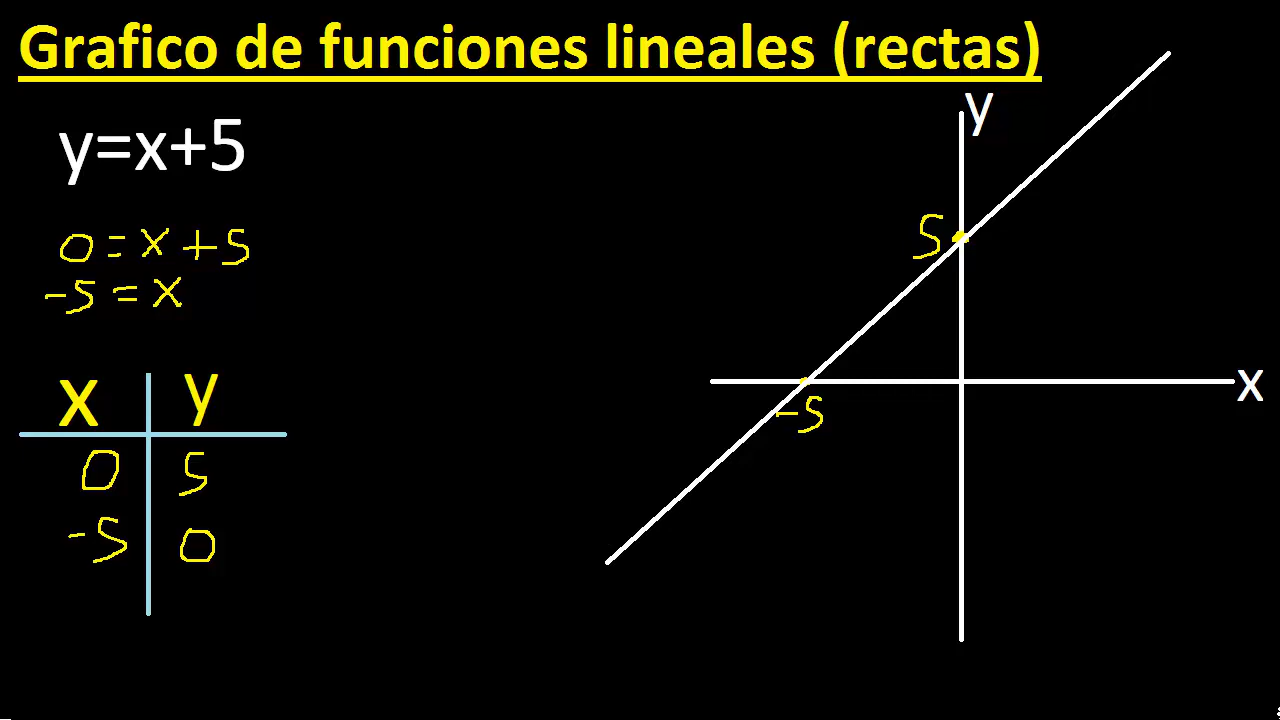 Grafico de funciones lineales (rectas)
y=x+5
0=x+5
-5=x
x y
0 5
-5 0
y
5
-5
x